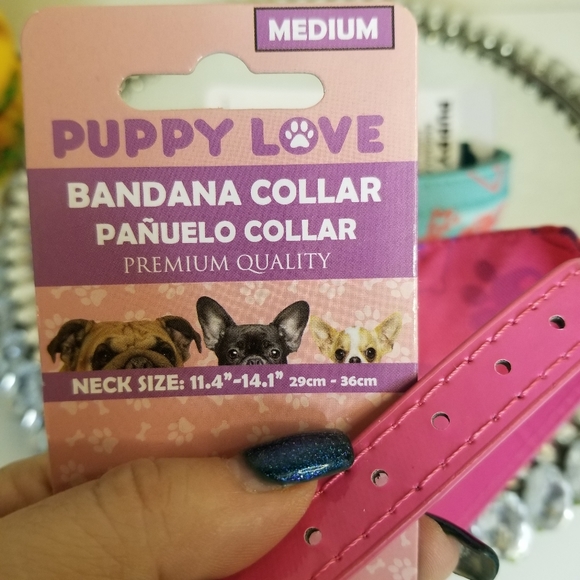 MEDIUM
PUPPY LOVE
BANDANA COLLAR
PAÑUELO COLLAR
PREMIUM QUALITY
NECK SIZE: 11.4"-14.1" 29cm - 36cm